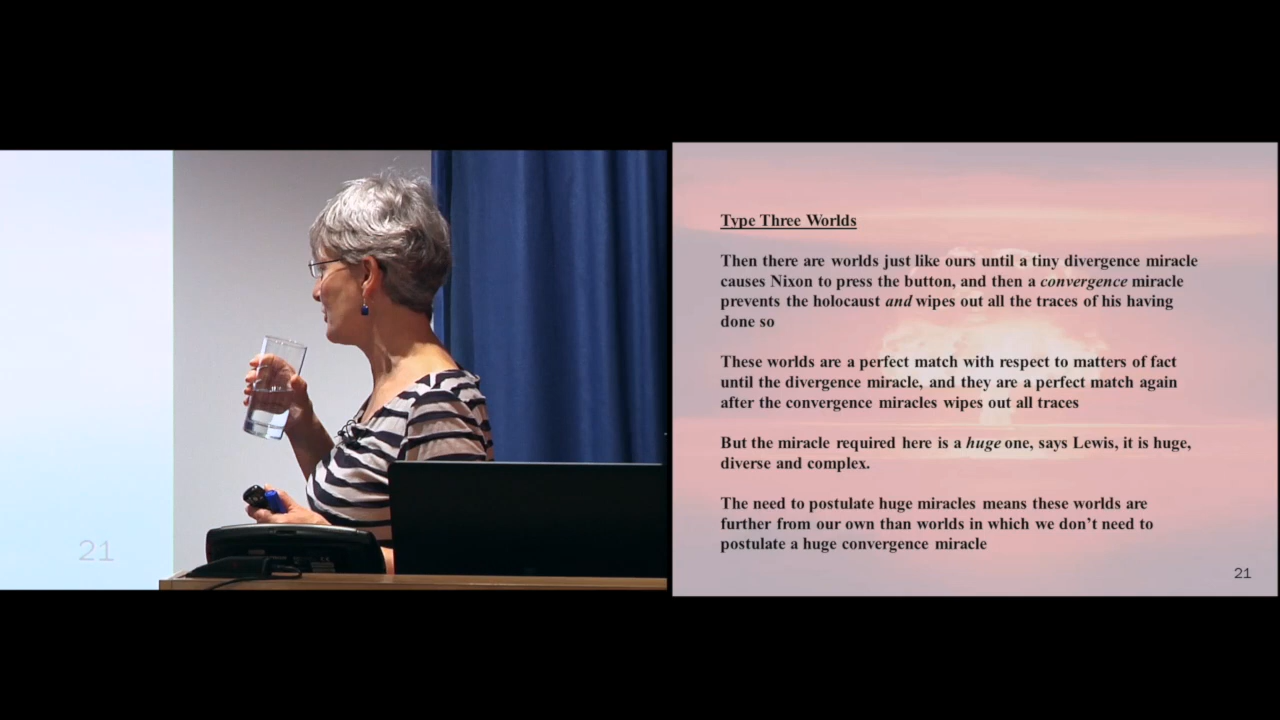 21
Type Three Worlds
Then there are worlds just like ours until a tiny divergence miracle
causes Nixon to press the button, and then a convergence miracle
prevents the holocaust and wipes out all the traces of his having
done so
These worlds are a perfect match with respect to matters of fact
until the divergence miracle, and they are a perfect match again
after the convergence miracles wipes out all traces
But the miracle required here is a huge one, says Lewis, it is huge,
diverse and complex.
The need to postulate huge miracles means these worlds are
further from our own than worlds in which we don't need to
postulate a huge convergence miracle
21